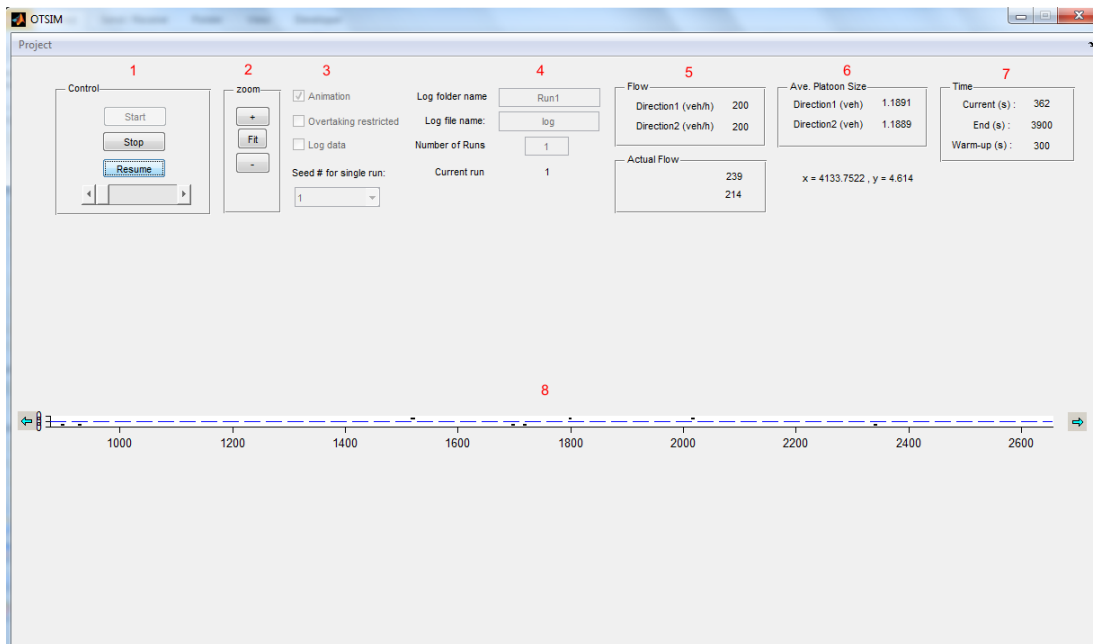 OTSIM
Project
1
2
3
4
5
6
7
Control
Start
Stop
Resume
zoom
+
Fit
-
Animation
Overtaking restricted
Log data
Seed # for single run:
1
Log folder name Run1
Log file name: log
Number of Runs 1
Current run 1
Flow
Direction1 (veh/h) 200
Direction2 (veh/h) 200
Actual Flow
239
214
Ave. Platoon Size
Direction1 (veh) 1.1891
Direction2 (veh) 1.1889
x = 4133.7522 , y = 4.614
Time
Current (s) : 362
End (s) : 3900
Warm-up (s) : 300
8
1000 1200 1400 1600 1800 2000 2200 2400 2600